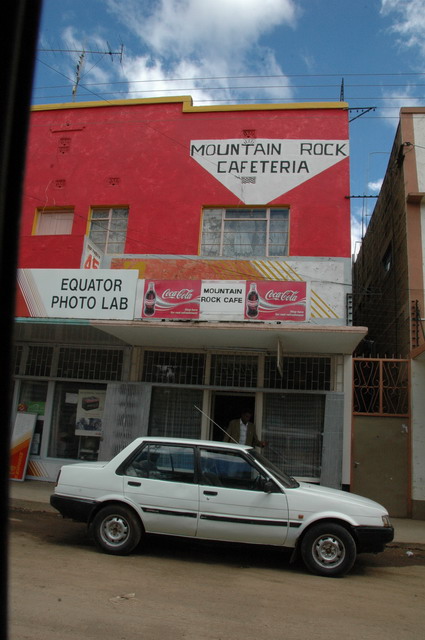 MOUNTAIN ROCK
CAFETERIA
EQUATOR
PHOTO LAB
Coca-Cola
MOUNTAIN
ROCK CAFE
Coca-Cola